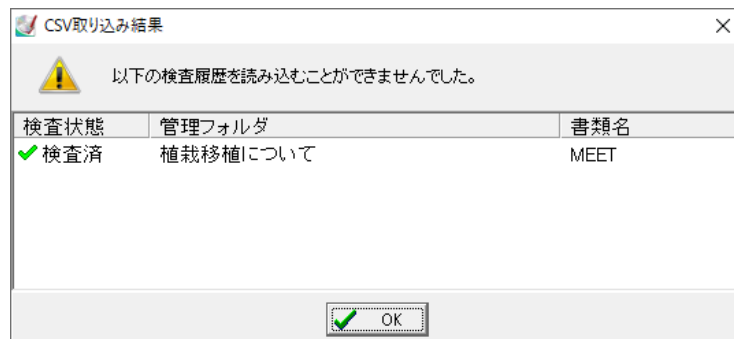 CSV取り込み結果
以下の検査履歴を読み込むことができませんでした。
検査状態 管理フォルダ 書類名
検査済 植栽移植について MEET
OK